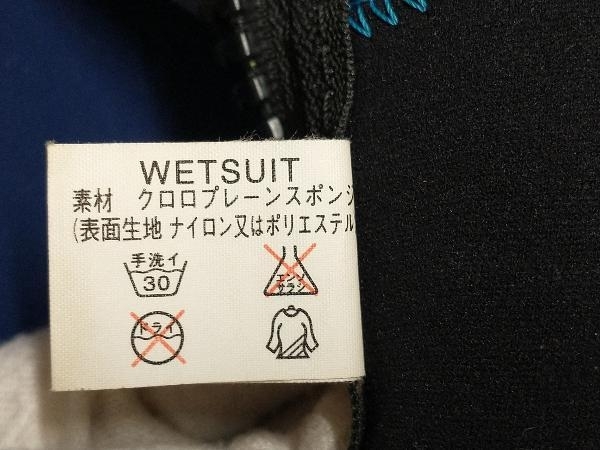 WETSUIT
素材 クロロプレーンスポンジ
(表面生地 ナイロン又はポリエステル
手洗イ
30
エンソ
サラシ
ドライ